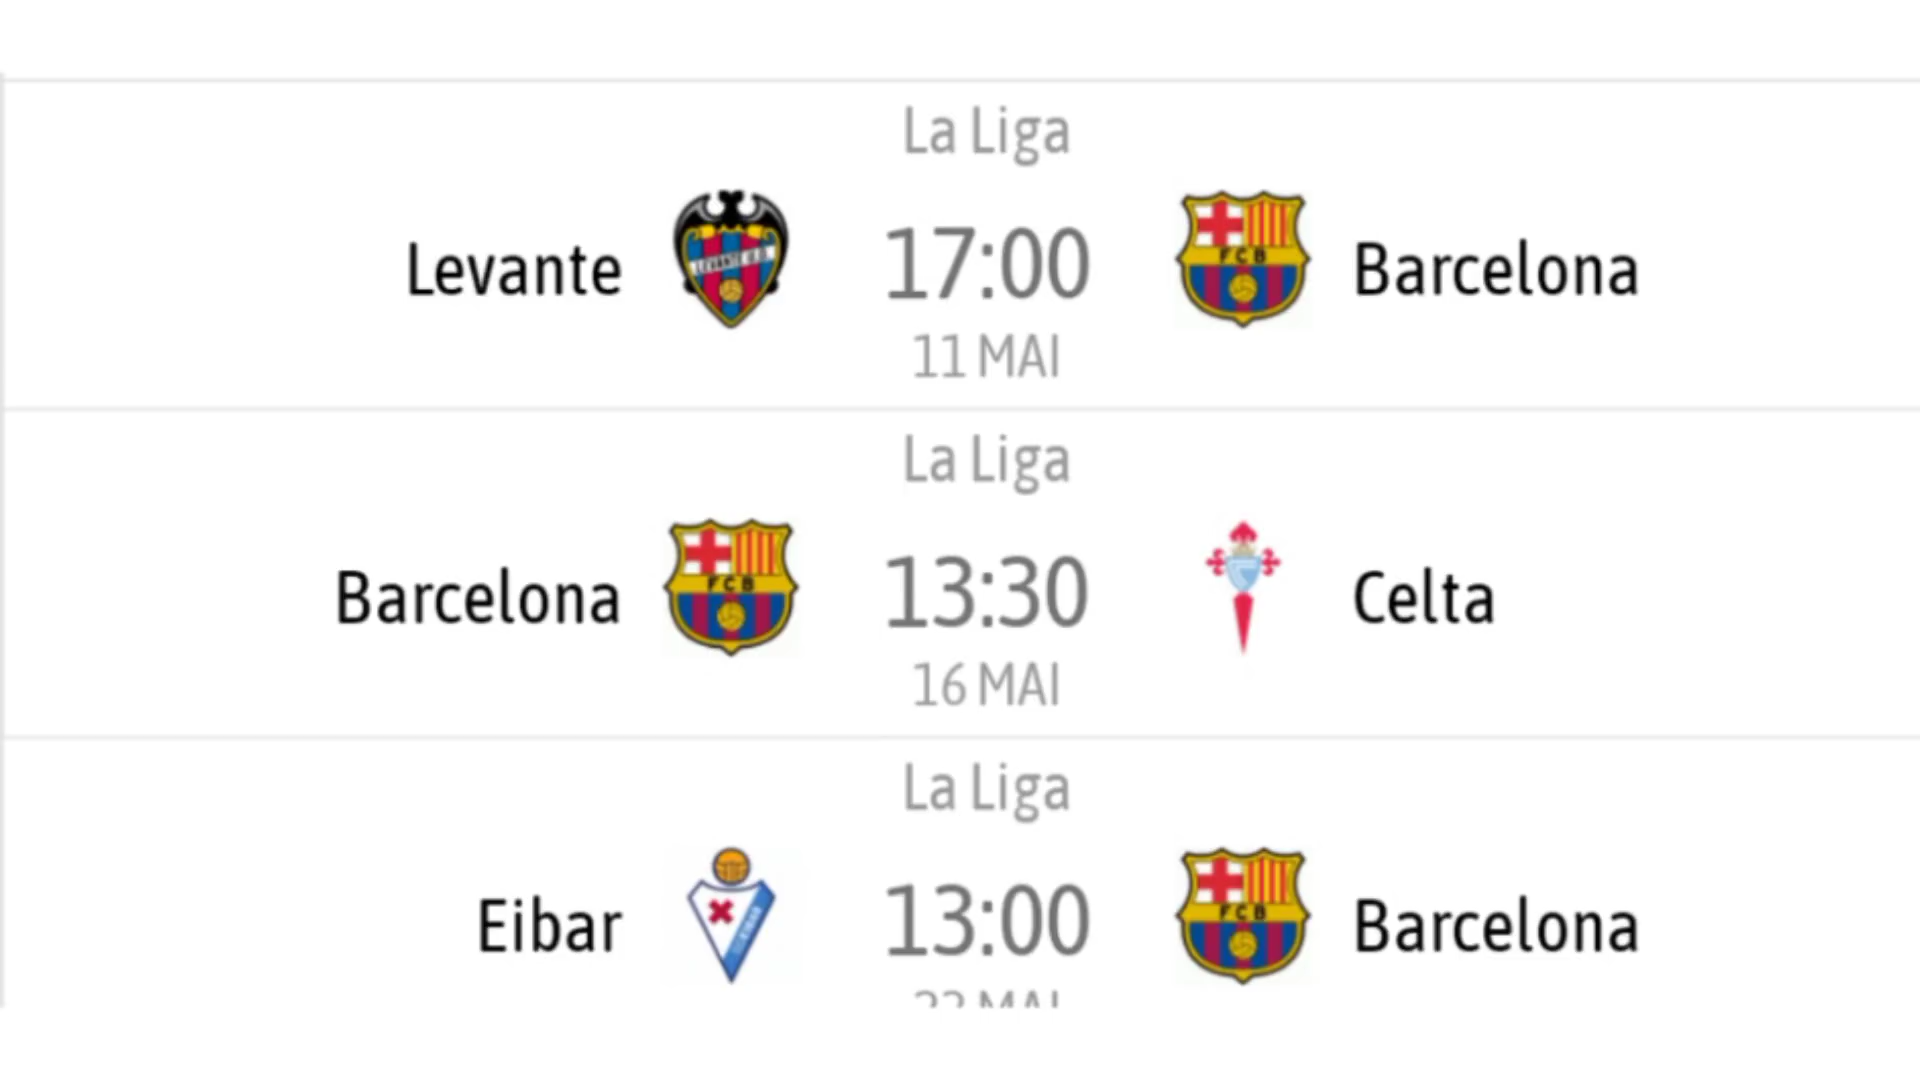 La Liga
Levante 17:00 Barcelona
11 MAI
La Liga
Barcelona 13:30 Celta
16 MAI
La Liga
Eibar 13:00 Barcelona
MAI